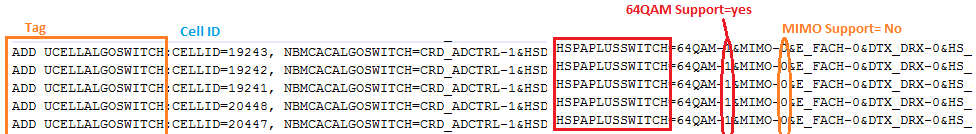 64QAM Support=yes
Tag Cell ID MIMO Support= No
ADD UCELLALGOSWITCH:CELLID=19243, NBMCACALGOSWITCH=CRD_ADCTRL-1&HSD HSPAPLUSSWITCH=64QAM-1&MIMO-0&E_FACH-0&DTX_DRX-0&HS_
ADD UCELLALGOSWITCH:CELLID=19242, NBMCACALGOSWITCH=CRD_ADCTRL-1&HSD HSPAPLUSSWITCH=64QAM-1&MIMO-0&E_FACH-0&DTX_DRX-0&HS_
ADD UCELLALGOSWITCH:CELLID=19241, NBMCACALGOSWITCH=CRD_ADCTRL-1&HSD HSPAPLUSSWITCH=64QAM-1&MIMO-0&E_FACH-0&DTX_DRX-0&HS_
ADD UCELLALGOSWITCH:CELLID=20448, NBMCACALGOSWITCH=CRD_ADCTRL-1&HSD HSPAPLUSSWITCH=64QAM-1&MIMO-0&E_FACH-0&DTX_DRX-0&HS_
ADD UCELLALGOSWITCH:CELLID=20447, NBMCACALGOSWITCH=CRD_ADCTRL-1&HSD HSPAPLUSSWITCH=64QAM-1&MIMO-0&E_FACH-0&DTX_DRX-0&HS_